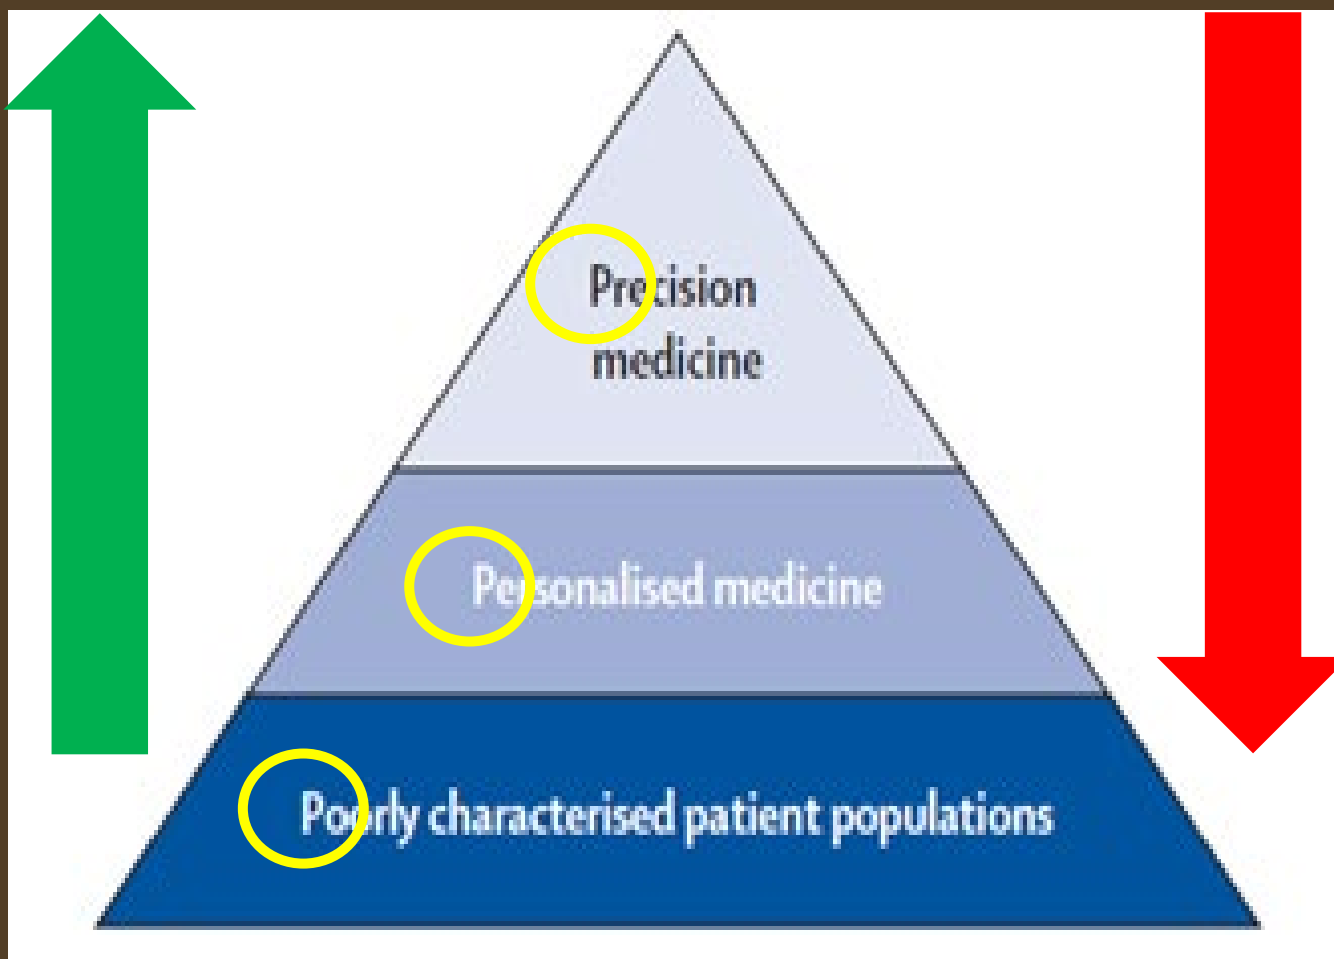 Precision
medicine
Personalised medicine
Poorly characterised patient populations